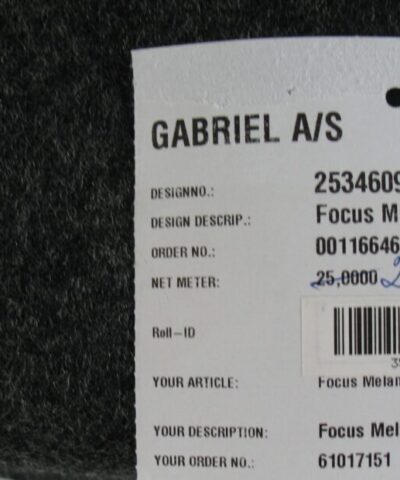 GABRIEL A/S
DESIGNNO.: 2534609
DESIGN DESCRIP.: Focus M
ORDER NO.: 00116646
NET METER: 25,0000
Roll-ID
YOUR ARTICLE: Focus Melan
YOUR DESCRIPTION: Focus Mel
YOUR ORDER NO.: 61017151